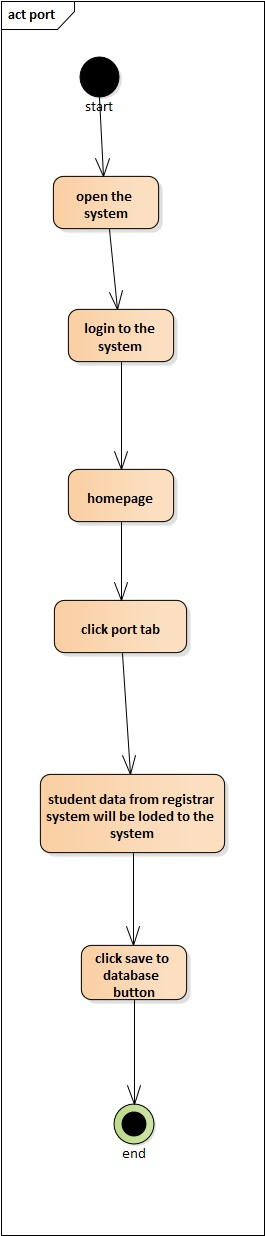 act port
start
open the
system
login to the
system
homepage
click port tab
student data from registrar
system will be loded to the
system
click save to
database
button
end